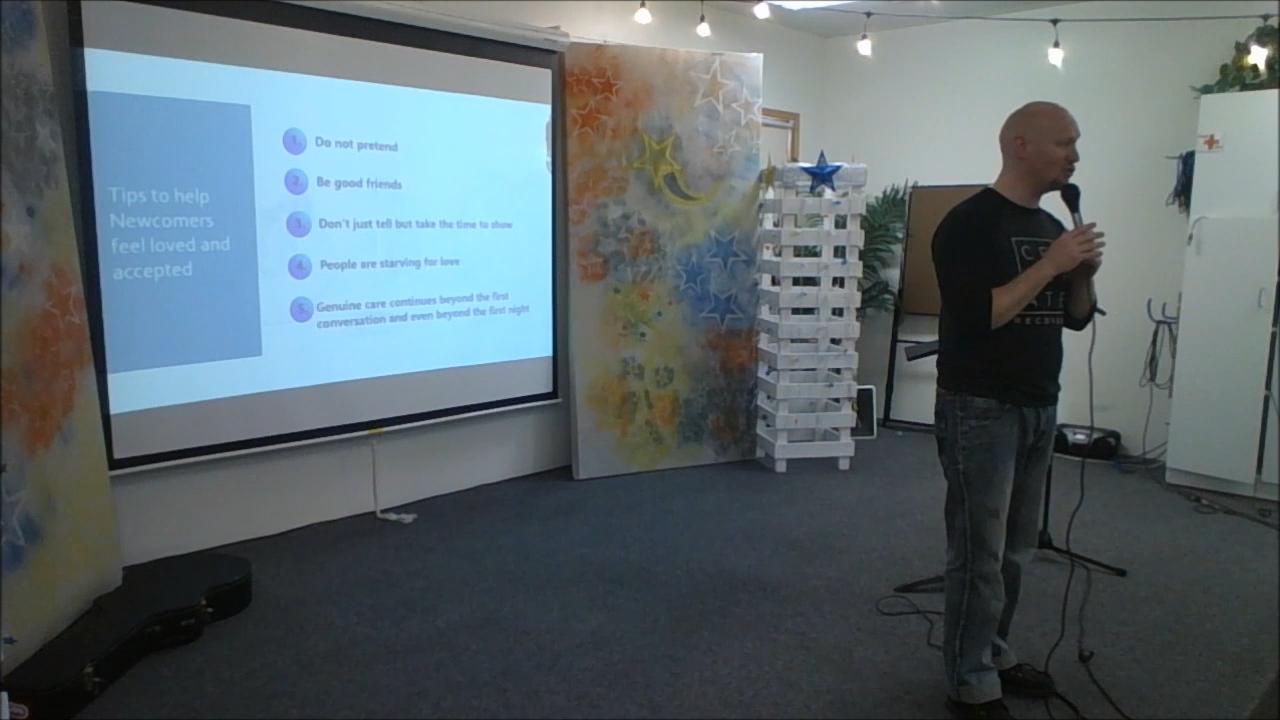 Tips to help
Newcomers
feel loved and
accepted
1. Do not pretend
2. Be good friends
3. Don't just tell but take the time to show
4. People are starving for love
5. Genuine care continues beyond the first
conversation and even beyond the first night